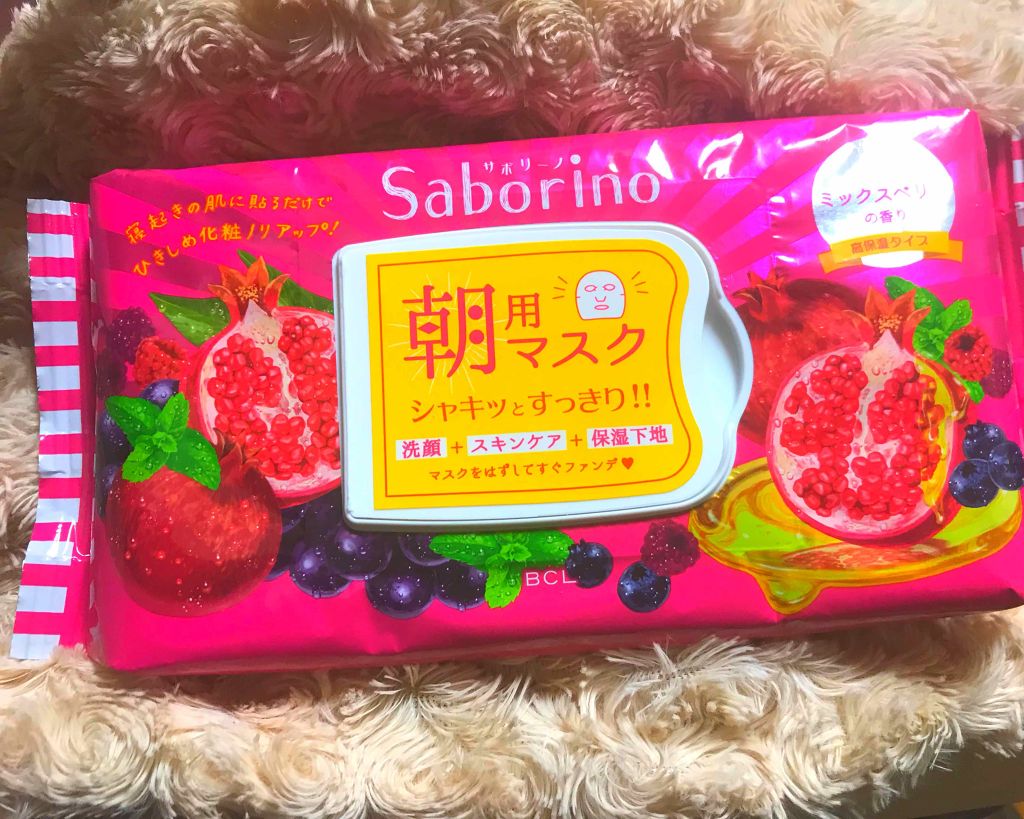 サボリーノ
Saborino
寝起きの肌に貼るだけで
ひきしめ化粧ノリアップ!
ミックスベリー
の香り
高保湿タイプ
朝用
マスク
シャキッとすっきり!!
洗顔+スキンケア+保湿下地
マスクをはずしてすぐファンデ♥
BCL